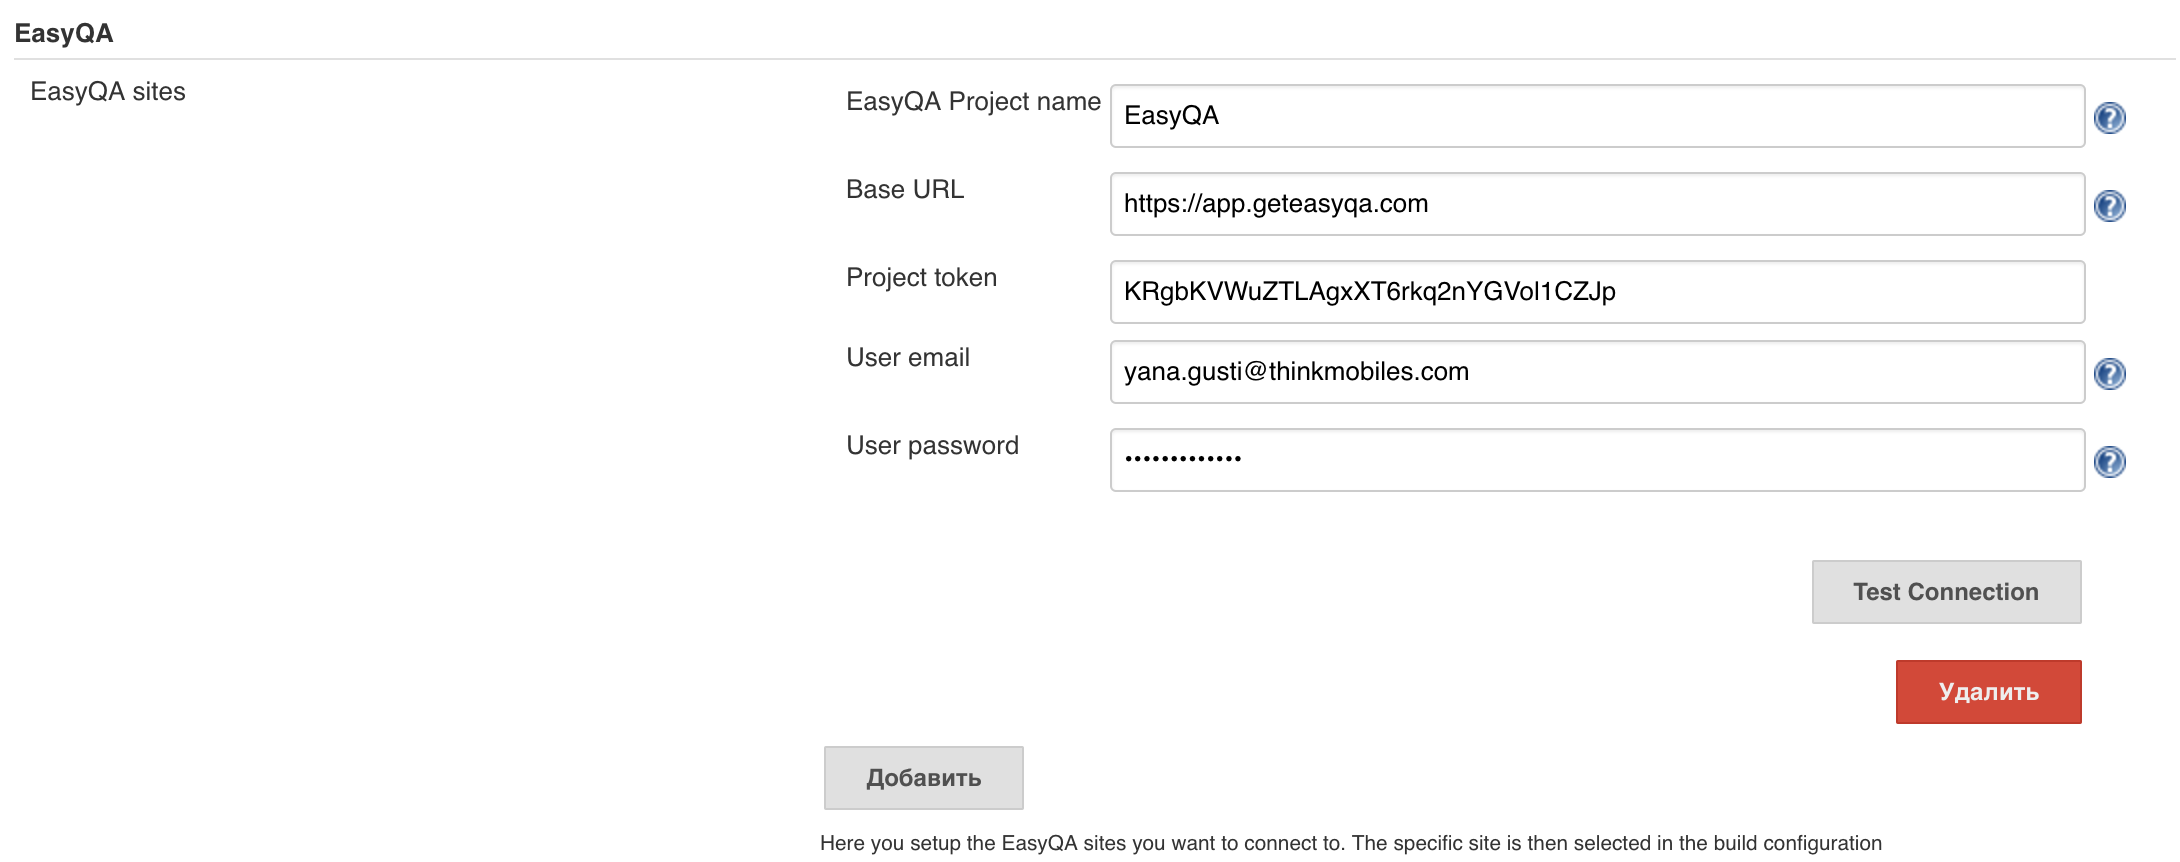 EasyQA
EasyQA sites
EasyQA Project name
EasyQA
Base URL
https://app.geteasyqa.com
Project token
KRgbKVWuZTLAgxXT6rkq2nYGVol1CZJp
User email
yana.gusti@thinkmobiles.com
User password
•••••••••••••
Test Connection
Удалить
Добавить
Here you setup the EasyQA sites you want to connect to. The specific site is then selected in the build configuration